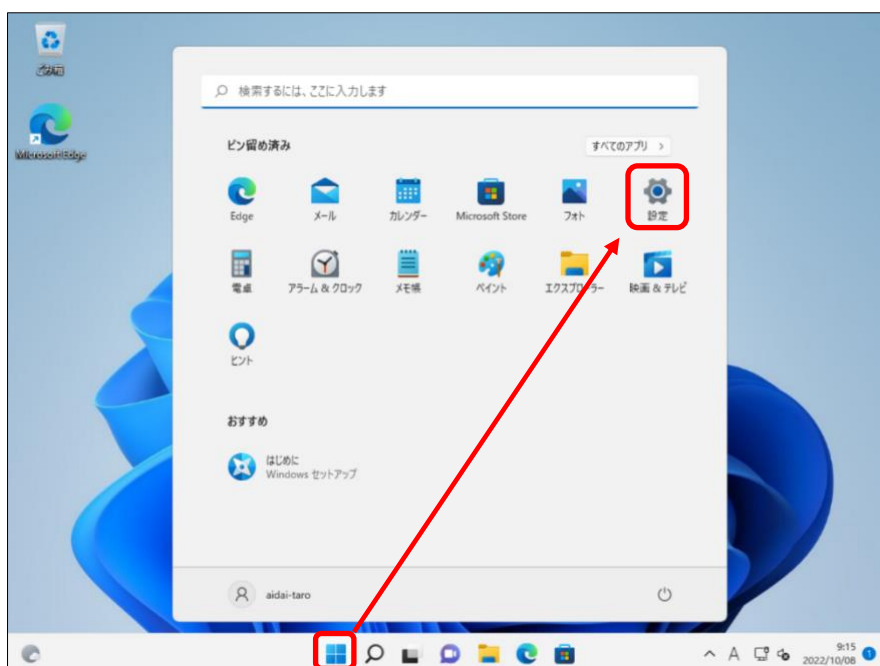 ごみ箱
Microsoft Edge
検索するには、ここに入力します
ピン留め済み
すべてのアプリ >
Edge
メール
カレンダー
Microsoft Store
フォト
設定
電卓
アラーム & クロック
メモ帳
ペイント
エクスプローラー
映画 & テレビ
ヒント
おすすめ
はじめに
Windows セットアップ
aidai-taro
A
9:15
2022/10/08
1